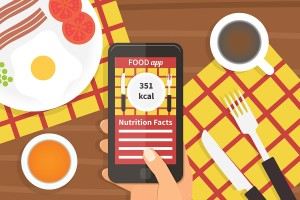 FOOD app
351
kcal
Nutrition Facts